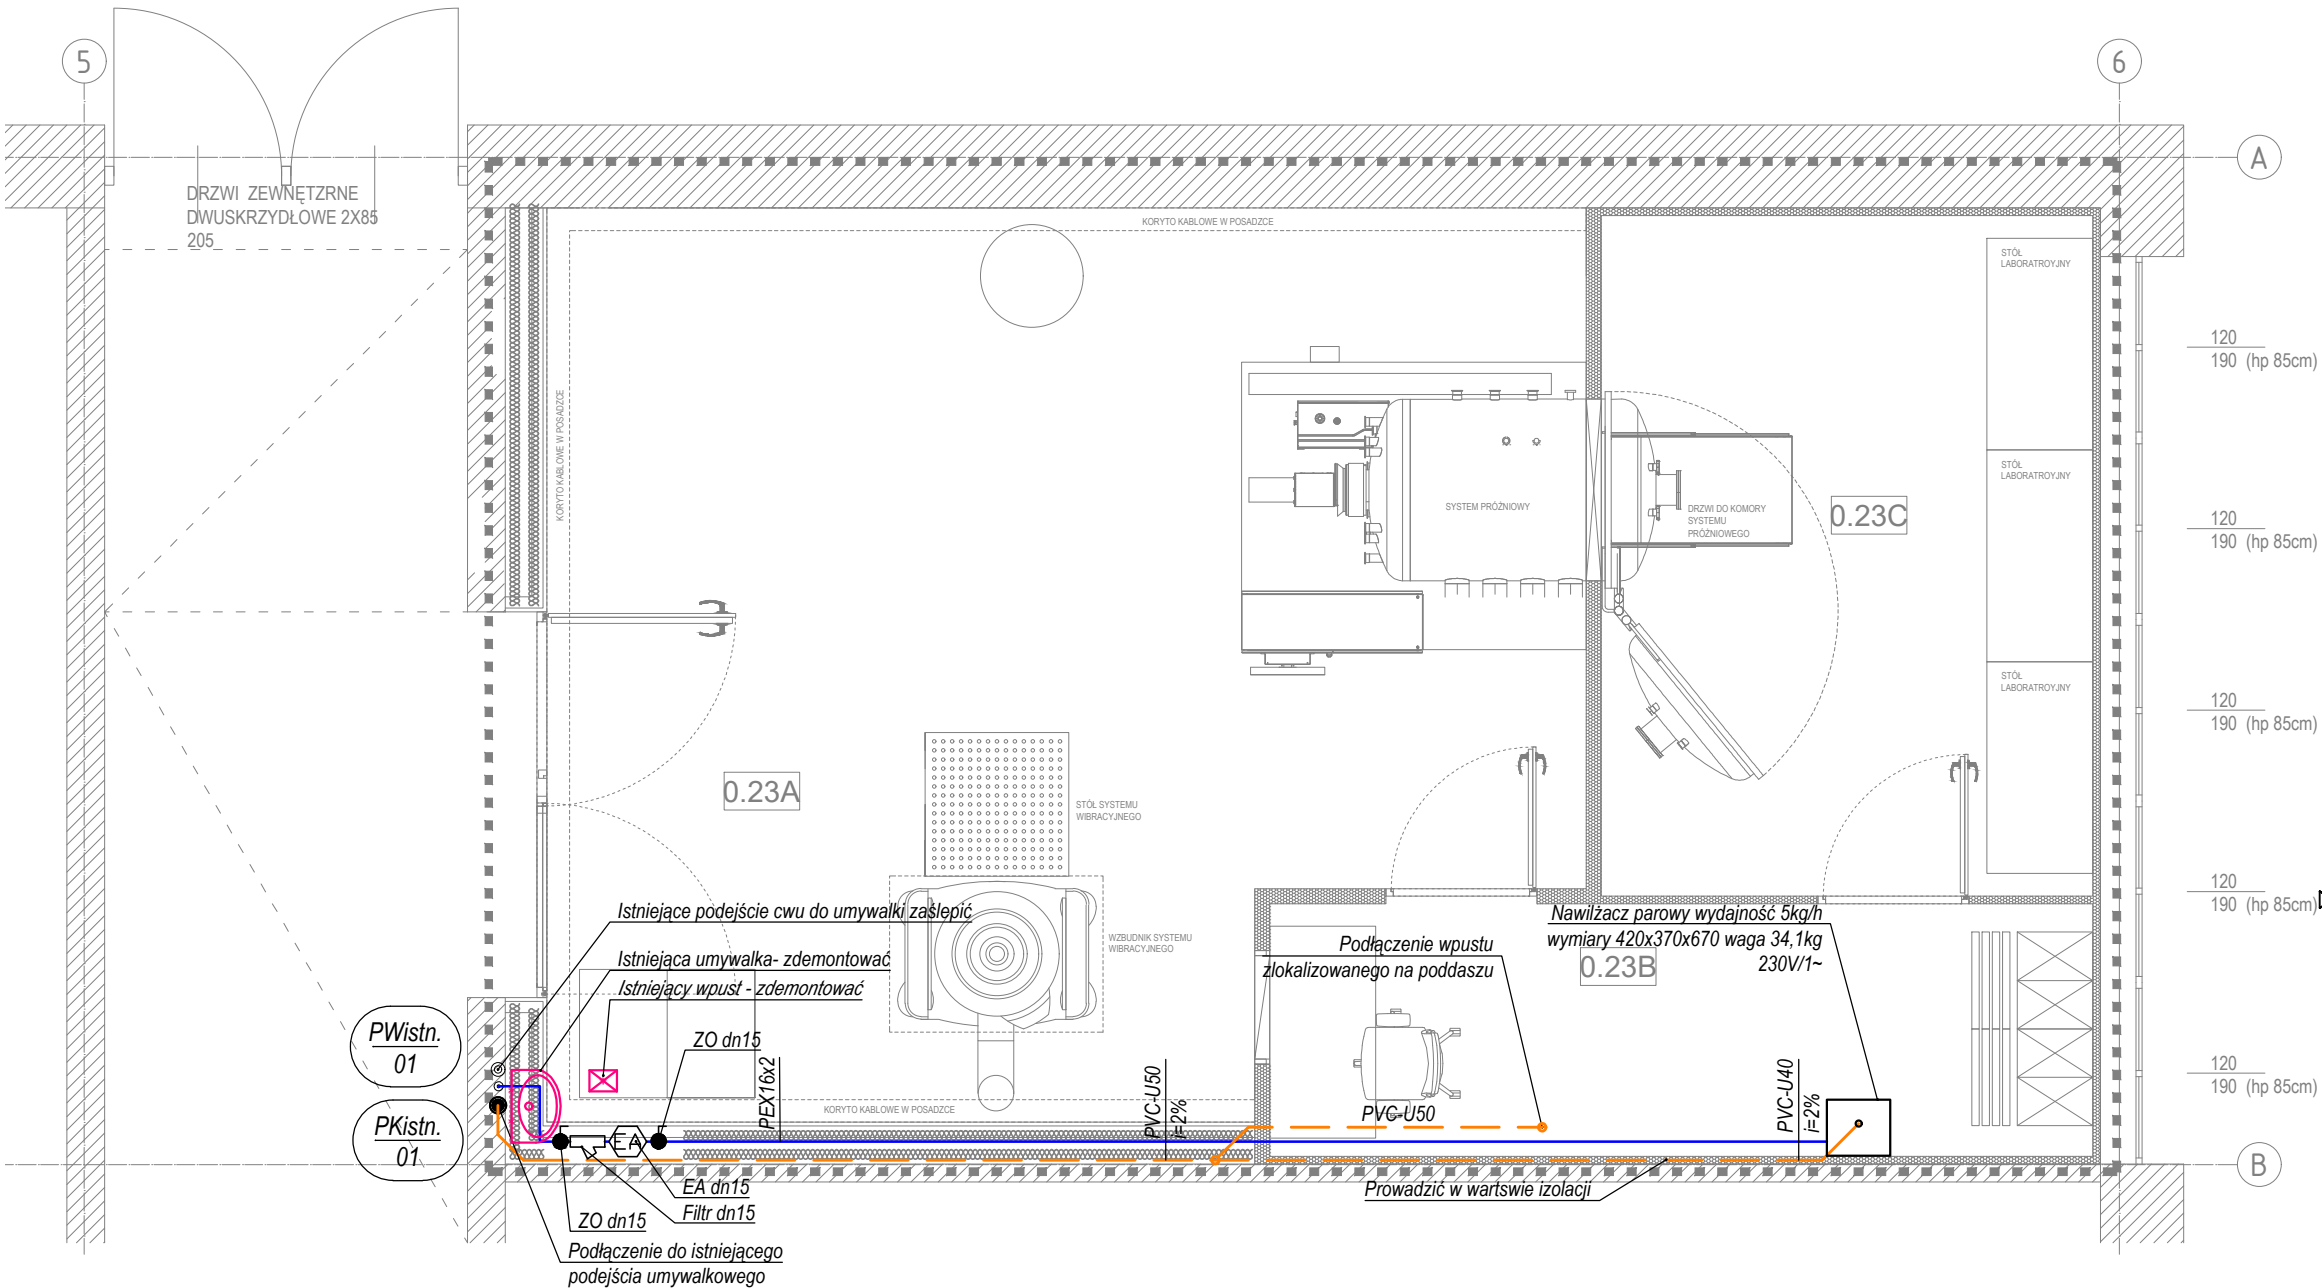 5
6
A
DRZWI ZEWNĘTZRNE
DWUSKRZYDŁOWE 2X85
205
KORYTO KABLOWE W POSADZCE
STÓŁ
LABORATROYJNY
120
190 (hp 85cm)
KORYTO KABLOWE W POSADZCE
STÓŁ
LABORATROYJNY
SYSTEM PRÓŻNIOWY
DRZWI DO KOMORY
SYSTEMU
PRÓŻNIOWEGO
0.23C
120
190 (hp 85cm)
STÓŁ
LABORATROYJNY
120
190 (hp 85cm)
0.23A
STÓŁ SYSTEMU
WIBRACYJNEGO
120
190 (hp 85cm)
Istniejące podejście cwu do umywalki zaślepić
Nawilżacz parowy wydajność 5kg/h
wymiary 420x370x670 waga 34,1kg
230V/1~
WZBUDNIK SYSTEMU
WIBRACYJNEGO
Podłączenie wpustu
zlokalizowanego na poddaszu
0.23B
Istniejąca umywalka- zdemontować
Istniejący wpust - zdemontować
PWistn.
01
ZO dn15
PEX16x2
PVC-U50
i=2%
PVC-U50
PVC-U40
i=2%
120
190 (hp 85cm)
KORYTO KABLOWE W POSADZCE
PKistn.
01
EA
B
EA dn15
Filtr dn15
ZO dn15
Prowadzić w wartswie izolacji
Podłączenie do istniejącego
podejścia umywalkowego